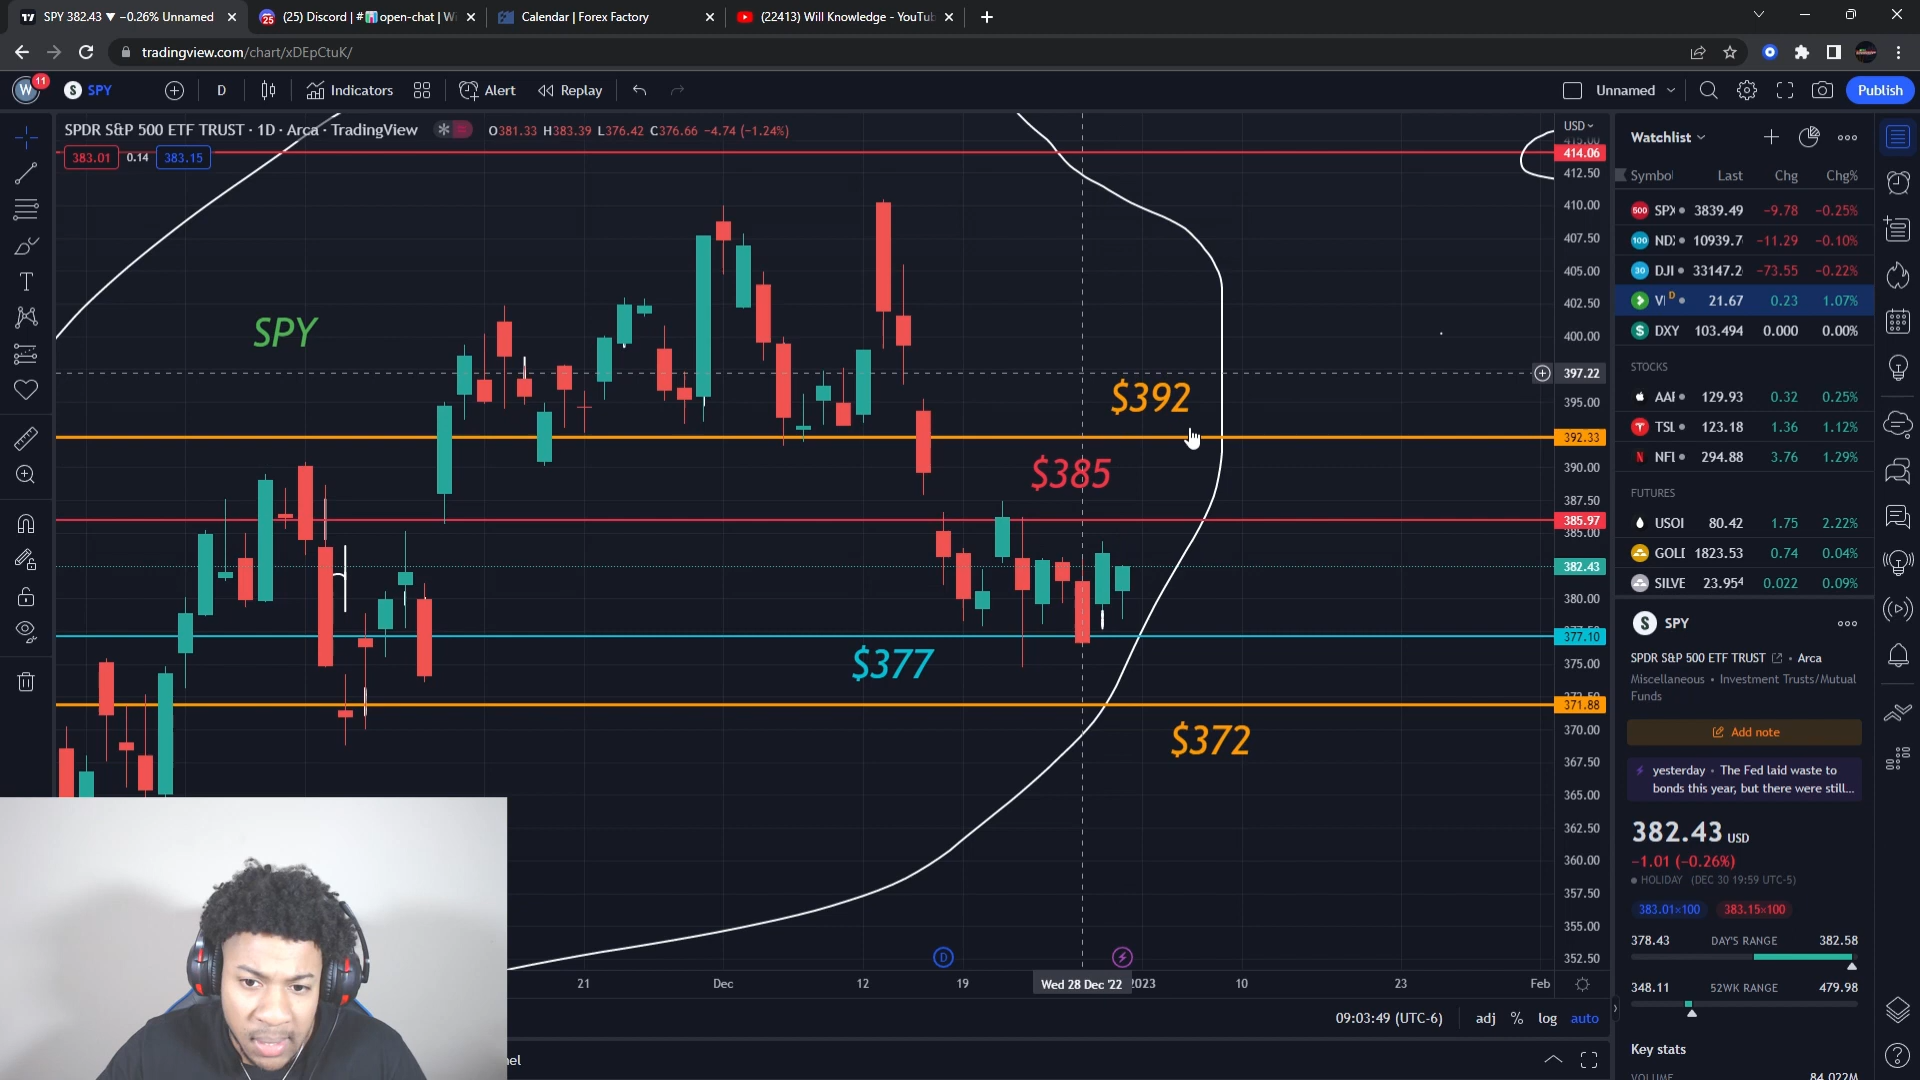 SPY 382.43 ▼ −0.26% Unnamed
(25) Discord | #📊open-chat | Wi
Calendar | Forex Factory
(22413) Will Knowledge - YouTub
tradingview.com/chart/xDEpCtuK/
W 11
SPY
D
Indicators
Alert
Replay
Unnamed
Publish
SPDR S&P 500 ETF TRUST · 1D · Arca · TradingView
O381.33 H383.39 L376.42 C376.66 −4.74 (−1.24%)
383.01 0.14 383.15
USD
414.06
412.50
410.00
407.50
405.00
402.50
400.00
397.22
395.00
392.33
390.00
387.50
385.97
385.00
382.43
380.00
377.10
375.00
372.50
371.88
370.00
367.50
365.00
362.50
360.00
357.50
355.00
352.50
SPY
$392
$385
$377
$372
D
21 Dec 12 19 Wed 28 Dec '22 2023 10 23 Feb
09:03:49 (UTC-6) adj % log auto
nel
Watchlist
Symbol Last Chg Chg%
500 SPX 3839.49 −9.78 −0.25%
100 NDX 10939.7 −11.29 −0.10%
30 DJI 33147.2 −73.55 −0.22%
VI D 21.67 0.23 1.07%
DXY 103.494 0.000 0.00%
STOCKS
AAF 129.93 0.32 0.25%
TSL 123.18 1.36 1.12%
NFL 294.88 3.76 1.29%
FUTURES
USOI 80.42 1.75 2.22%
GOLD 1823.53 0.74 0.04%
SILVE 23.954 0.022 0.09%
S SPY
SPDR S&P 500 ETF TRUST • Arca
Miscellaneous • Investment Trusts/Mutual
Funds
Add note
yesterday • The Fed laid waste to
bonds this year, but there were still...
382.43 USD
−1.01 (−0.26%)
HOLIDAY (DEC 30 19:59 UTC-5)
383.01×100 383.15×100
378.43 DAY'S RANGE 382.58
348.11 52WK RANGE 479.98
Key stats
VOLUME 84.022M